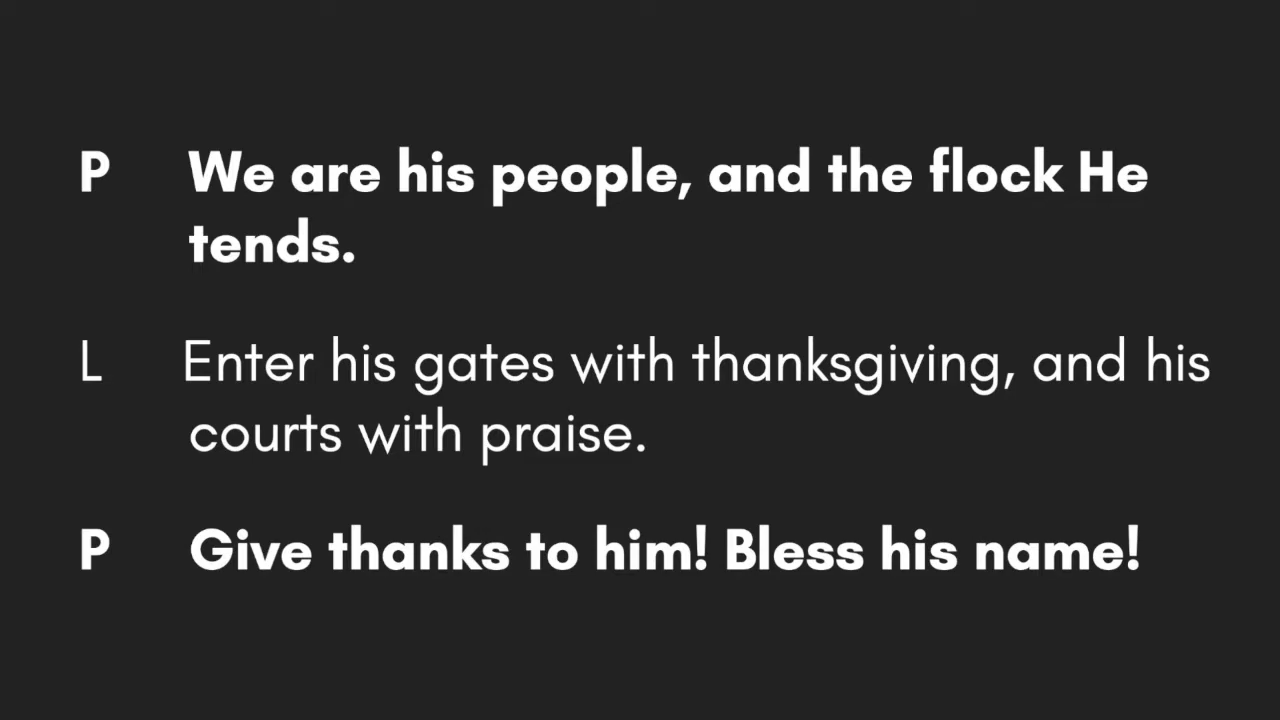 P We are his people, and the flock He
tends.
L Enter his gates with thanksgiving, and his
courts with praise.
P Give thanks to him! Bless his name!